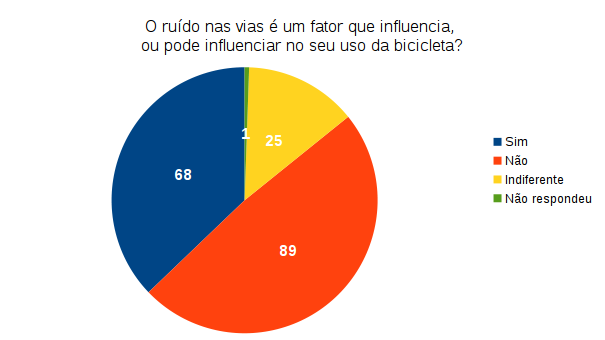 O ruído nas vias é um fator que influencia,
ou pode influenciar no seu uso da bicicleta?
1
25
68
89
Sim
Não
Indiferente
Não respondeu